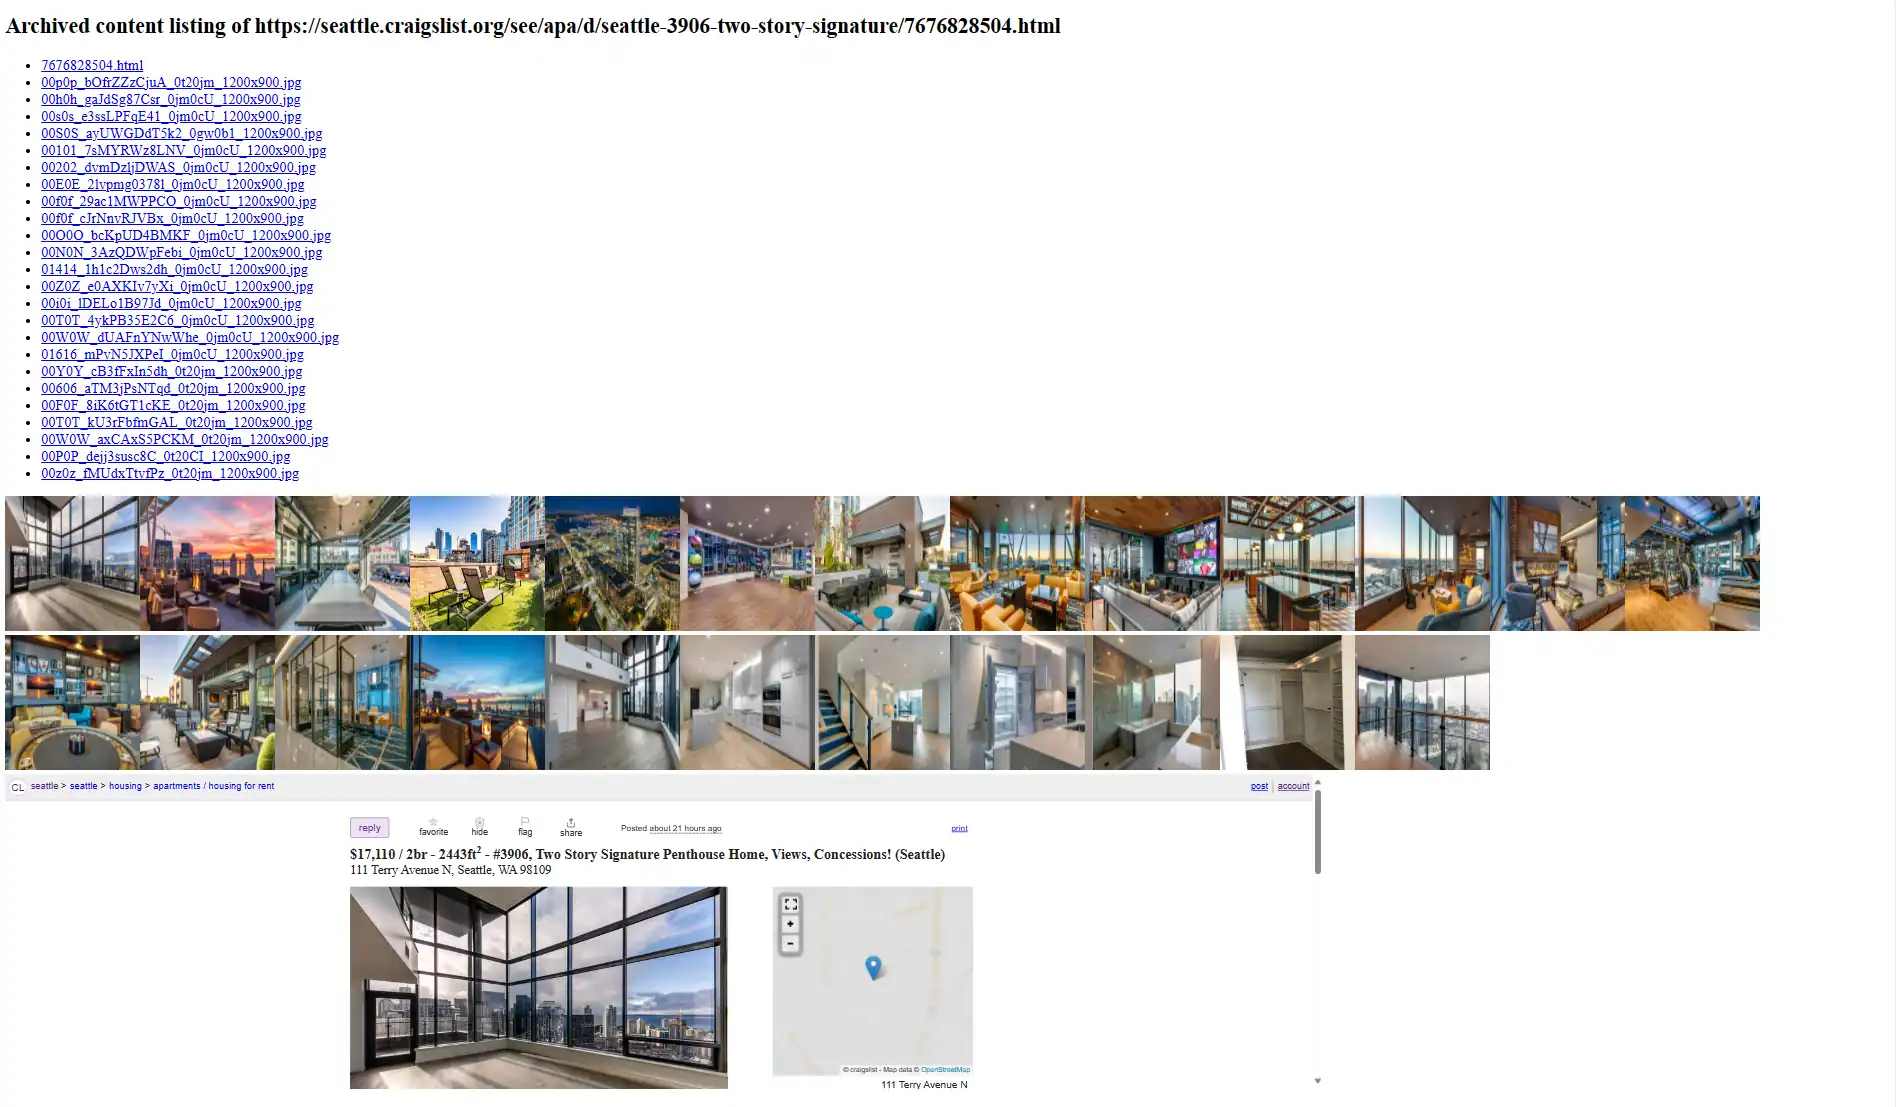 Archived content listing of https://seattle.craigslist.org/see/apa/d/seattle-3906-two-story-signature/7676828504.html
7676828504.html
00p0p_bOfrZZzCjuA_0t20jm_1200x900.jpg
00h0h_gaJdSg87Csr_0jm0cU_1200x900.jpg
00s0s_e3ssLPFqE41_0jm0cU_1200x900.jpg
00S0S_ayUWGDdT5k2_0gw0b1_1200x900.jpg
00101_7sMYRWz8LNV_0jm0cU_1200x900.jpg
00202_dvmDzljDWAS_0jm0cU_1200x900.jpg
00E0E_2lvpmg0378l_0jm0cU_1200x900.jpg
00f0f_29ac1MWPPCO_0jm0cU_1200x900.jpg
00f0f_cJrNnvRJVBx_0jm0cU_1200x900.jpg
00O0O_bcKpUD4BMKF_0jm0cU_1200x900.jpg
00N0N_3AzQDWpFebi_0jm0cU_1200x900.jpg
01414_1h1c2Dws2dh_0jm0cU_1200x900.jpg
00Z0Z_e0AXKIv7yXi_0jm0cU_1200x900.jpg
00i0i_lDELo1B97Jd_0jm0cU_1200x900.jpg
00T0T_4ykPB35E2C6_0jm0cU_1200x900.jpg
00W0W_dUAFnYNwWhe_0jm0cU_1200x900.jpg
01616_mPvN5JXPeI_0jm0cU_1200x900.jpg
00Y0Y_cB3fFxIn5dh_0t20jm_1200x900.jpg
00606_aTM3jPsNTqd_0t20jm_1200x900.jpg
00F0F_8iK6tGT1cKE_0t20jm_1200x900.jpg
00T0T_kU3rFbfmGAL_0t20jm_1200x900.jpg
00W0W_axCAxS5PCKM_0t20jm_1200x900.jpg
00P0P_dejj3susc8C_0t20CI_1200x900.jpg
00z0z_fMUdxTtvfPz_0t20jm_1200x900.jpg
CL seattle > seattle > housing > apartments / housing for rent post account
reply favorite hide flag share Posted about 21 hours ago print
$17,110 / 2br - 2443ft2 - #3906, Two Story Signature Penthouse Home, Views, Concessions! (Seattle)
111 Terry Avenue N, Seattle, WA 98109
+
-
© craigslist - Map data © OpenStreetMap
111 Terry Avenue N